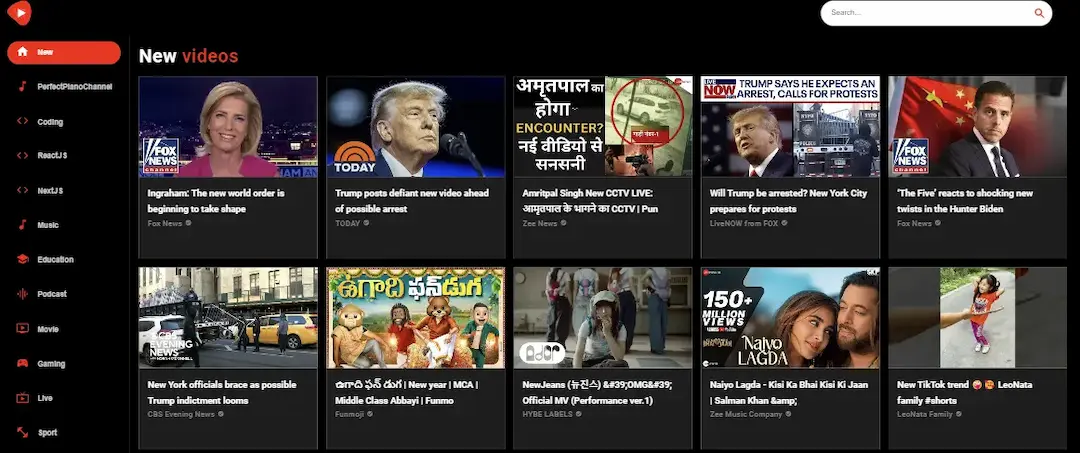 Search...
New
PerfectPianoChannel
Coding
ReactJS
NextJS
Music
Education
Podcast
Movie
Gaming
Live
Sport
New videos
FOX
NEWS
channel
Ingraham: The new world order is
beginning to take shape
Fox News
TODAY
Trump posts defiant new video ahead
of possible arrest
TODAY
अमृतपाल का
होगा
ENCOUNTER?
नई वीडियो से
सनसनी
गाड़ी नंबर-1
Amritpal Singh New CCTV LIVE:
आमृतपाल के भागने का CCTV | Pun
Zee News
LIVE
NOW
TRUMP SAYS HE EXPECTS AN
ARREST, CALLS FOR PROTESTS
Will Trump be arrested? New York City
prepares for protests
LiveNOW from FOX
FOX
NEWS
channel
'The Five' reacts to shocking new
twists in the Hunter Biden
Fox News
CBS
EVENING
NEWS
New York officials brace as possible
Trump indictment looms
CBS Evening News
ఉగాది ఫన్ డుగ
ఉగాది ఫన్ డుగ | New year | MCA |
Middle Class Abbayi | Funmo
Funmoji
NewJeans (뉴진스) &#39;OMG&#39;
Official MV (Performance ver.1)
HYBE LABELS
150+
MILLION
VIEWS
NAIYO
LAGDA
Naiyo Lagda - Kisi Ka Bhai Kisi Ki Jaan
| Salman Khan &amp;
Zee Music Company
New TikTok trend 🤪 🥵 LeoNata
family #shorts
LeoNata Family